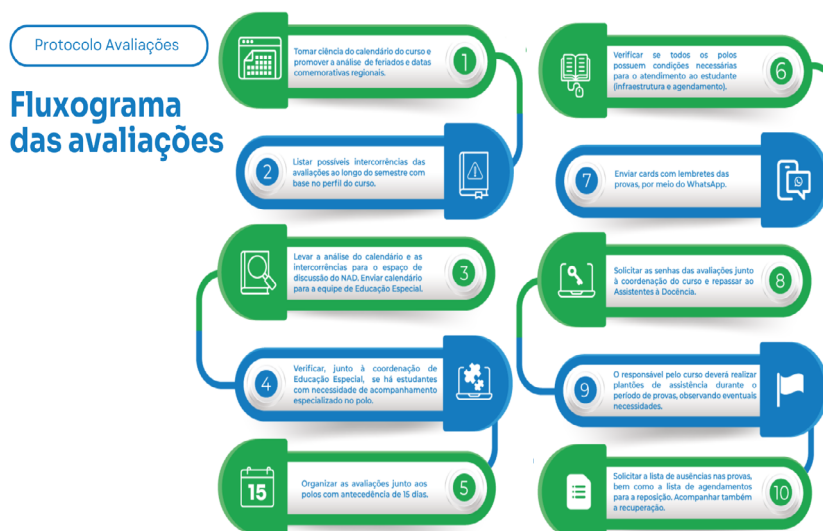 Protocolo Avaliações
Fluxograma
das avaliações
Tomar ciência do calendário do curso e
promover a análise de feriados e datas
comemorativas regionais.
1
2
Listar possíveis intercorrências das
avaliações ao longo do semestre com
base no perfil do curso.
Levar a análise do calendário e as
intercorrências para o espaço de
discussão do NAD. Enviar calendário
para a equipe de Educação Especial.
3
4
Verificar, junto à coordenação de
Educação Especial, se há estudantes
com necessidade de acompanhamento
especializado no polo.
15
Organizar as avaliações junto aos
polos com antecedência de 15 dias.
5
Verificar se todos os polos
possuem condições necessárias
para o atendimento ao estudante
(infraestrutura e agendamento).
6
7
Enviar cards com lembretes das
provas, por meio do WhatsApp.
Solicitar as senhas das avaliações junto
à coordenação do curso e repassar ao
Assistentes à Docência.
8
9
O responsável pelo curso deverá realizar
plantões de assistência durante o
período de provas, observando eventuais
necessidades.
Solicitar a lista de ausências nas provas,
bem como a lista de agendamentos
para a reposição. Acompanhar também
a recuperação.
10